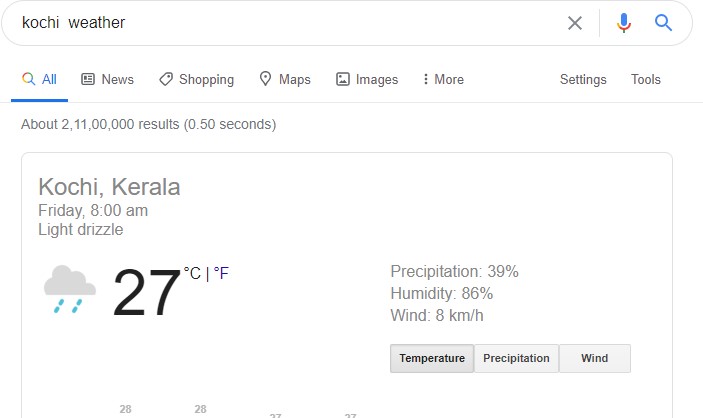 kochi  weather
All News Shopping Maps Images More Settings Tools
About 2,11,00,000 results (0.50 seconds)
Kochi, Kerala
Friday, 8:00 am
Light drizzle
27 °C | °F
Precipitation: 39%
Humidity: 86%
Wind: 8 km/h
Temperature Precipitation Wind
28 28 27 27